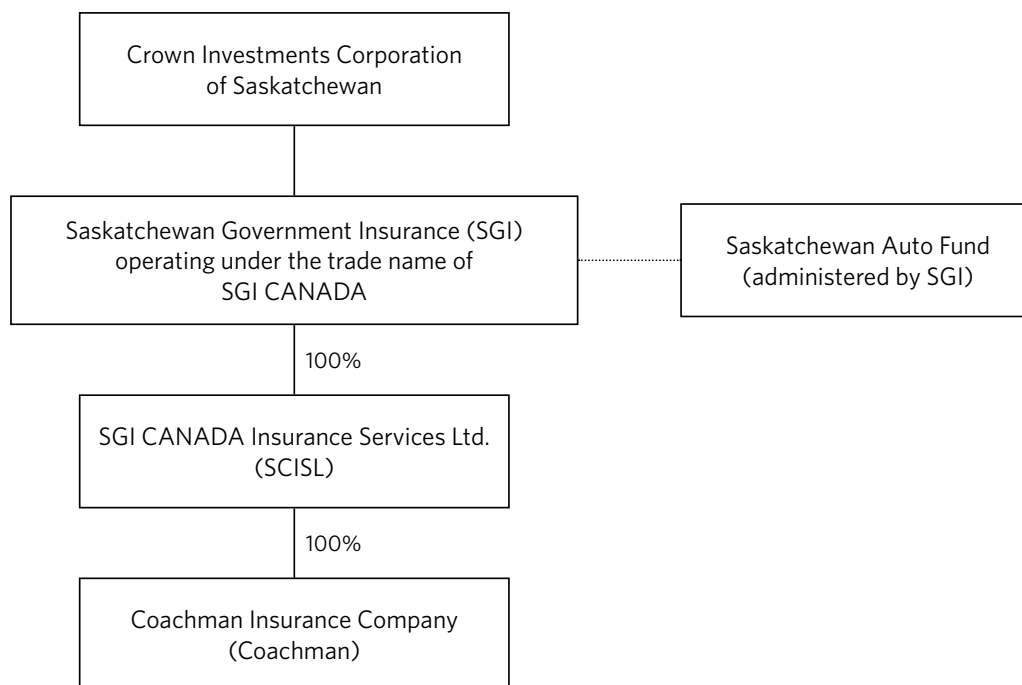 Crown Investments Corporation
of Saskatchewan
Saskatchewan Government Insurance (SGI)
operating under the trade name of
SGI CANADA
Saskatchewan Auto Fund
(administered by SGI)
100%
SGI CANADA Insurance Services Ltd.
(SCISL)
100%
Coachman Insurance Company
(Coachman)